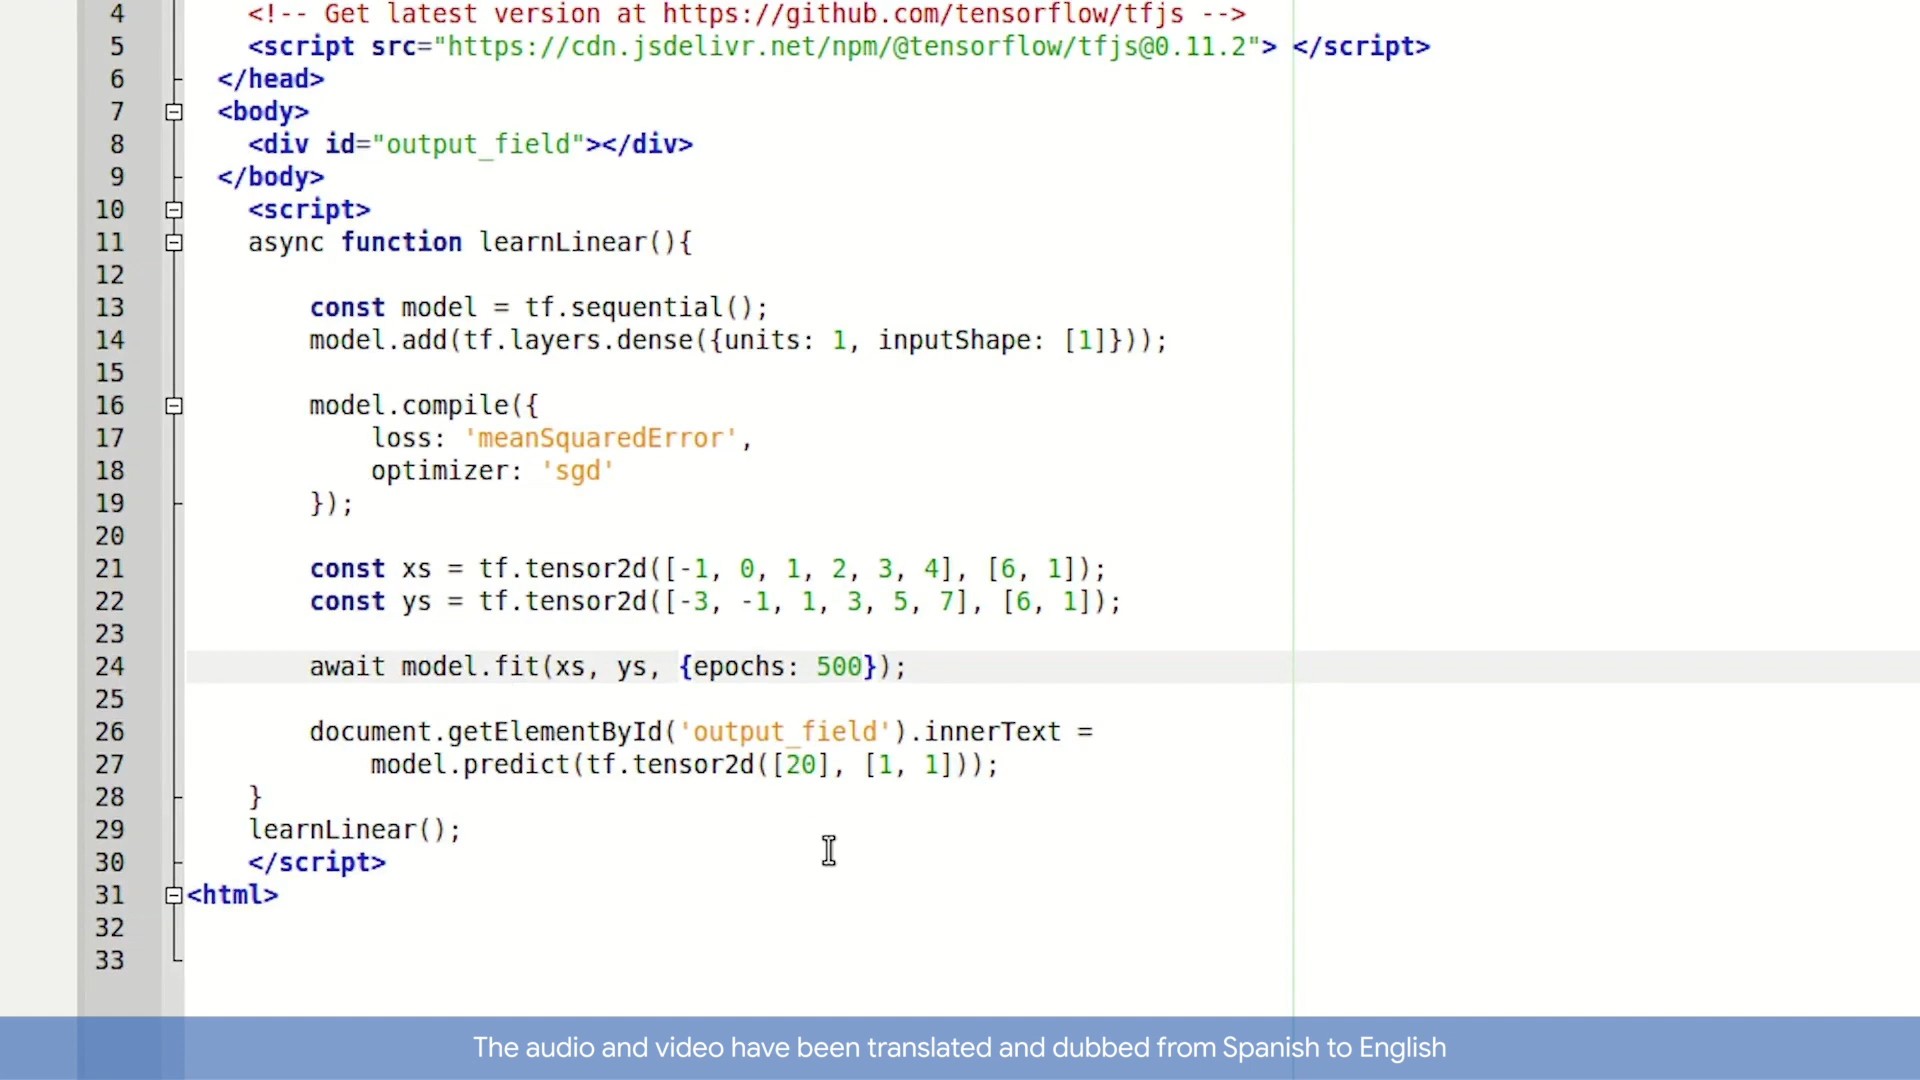 4 <!-- Get latest version at https://github.com/tensorflow/tfjs -->
5 <script src="https://cdn.jsdelivr.net/npm/@tensorflow/tfjs@0.11.2"> </script>
6 </head>
7 <body>
8 <div id="output_field"></div>
9 </body>
10 <script>
11 async function learnLinear(){
12
13 const model = tf.sequential();
14 model.add(tf.layers.dense({units: 1, inputShape: [1]}));
15
16 model.compile({
17 loss: 'meanSquaredError',
18 optimizer: 'sgd'
19 });
20
21 const xs = tf.tensor2d([-1, 0, 1, 2, 3, 4], [6, 1]);
22 const ys = tf.tensor2d([-3, -1, 1, 3, 5, 7], [6, 1]);
23
24 await model.fit(xs, ys, {epochs: 500});
25
26 document.getElementById('output_field').innerText =
27 model.predict(tf.tensor2d([20], [1, 1]));
28 }
29 learnLinear();
30 </script>
31 <html>
32
33
The audio and video have been translated and dubbed from Spanish to English